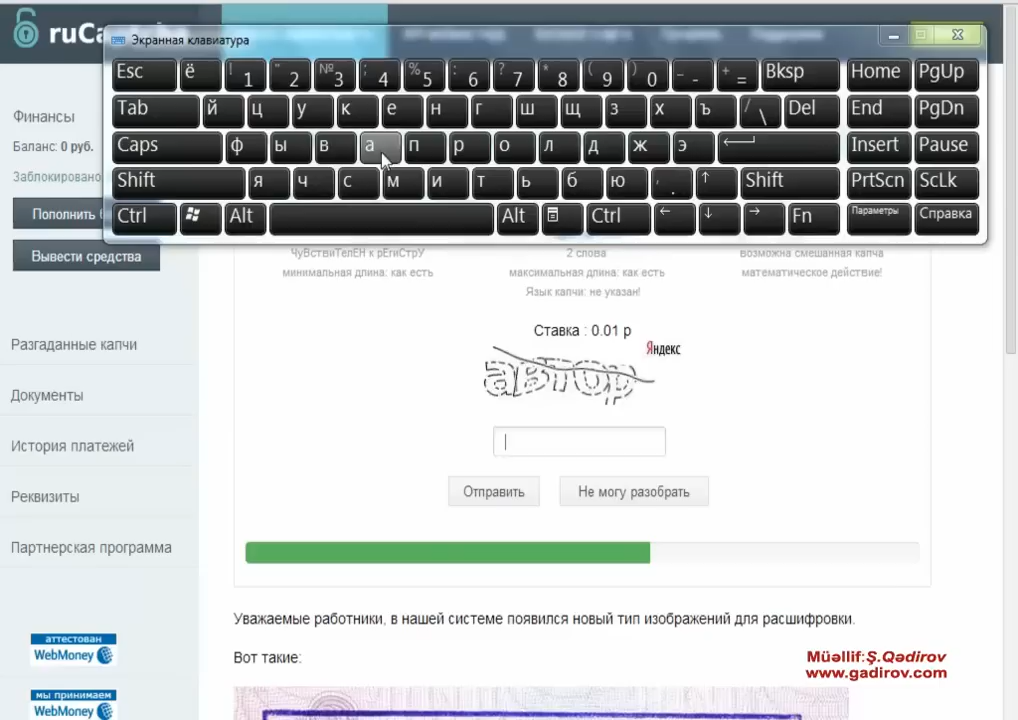 ruCa
Экранная клавиатура
Esc ё ! 1 " 2 № 3 ; 4 % 5 : 6 ? 7 * 8 ( 9 ) 0 _ - + = Bksp Home PgUp
Tab й ц у к е н г ш щ з х ъ / \ Del End PgDn
Caps ф ы в а п р о л д ж э Insert Pause
Shift я ч с м и т ь б ю , . ↑ Shift PrtScn ScLk
Ctrl Alt Alt Ctrl ← ↓ → Fn Параметры Справка
Финансы
Баланс: 0 руб.
Заблокировано
Пополнить
Вывести средства
Разгаданные капчи
Документы
История платежей
Реквизиты
Партнерская программа
аттестован
WebMoney
мы принимаем
WebMoney
ЧуВствиТелЕН к рЕгиСтрУ
минимальная длина: как есть
2 слова
максимальная длина: как есть
Язык капчи: не указан!
Возможна смешанная капча
математическое действие!
Ставка : 0.01 р
Яндекс
автор
Отправить
Не могу разобрать
Уважаемые работники, в нашей системе появился новый тип изображений для расшифровки.
Вот такие:
Müəllif:Ş.Qədirov
www.gadirov.com